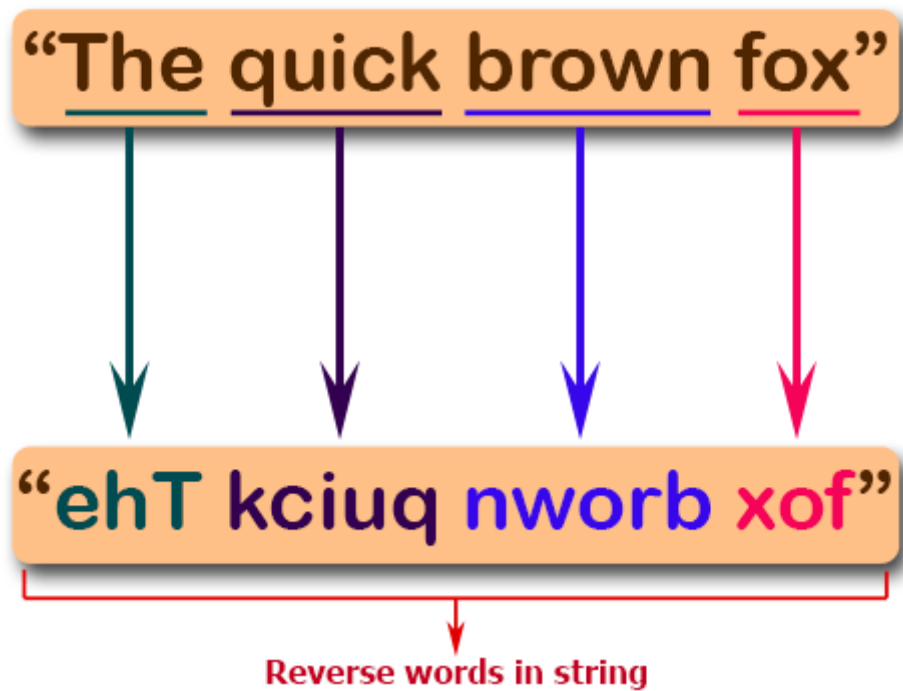 “The quick brown fox”
“ehT kciuq nworb xof”
Reverse words in string